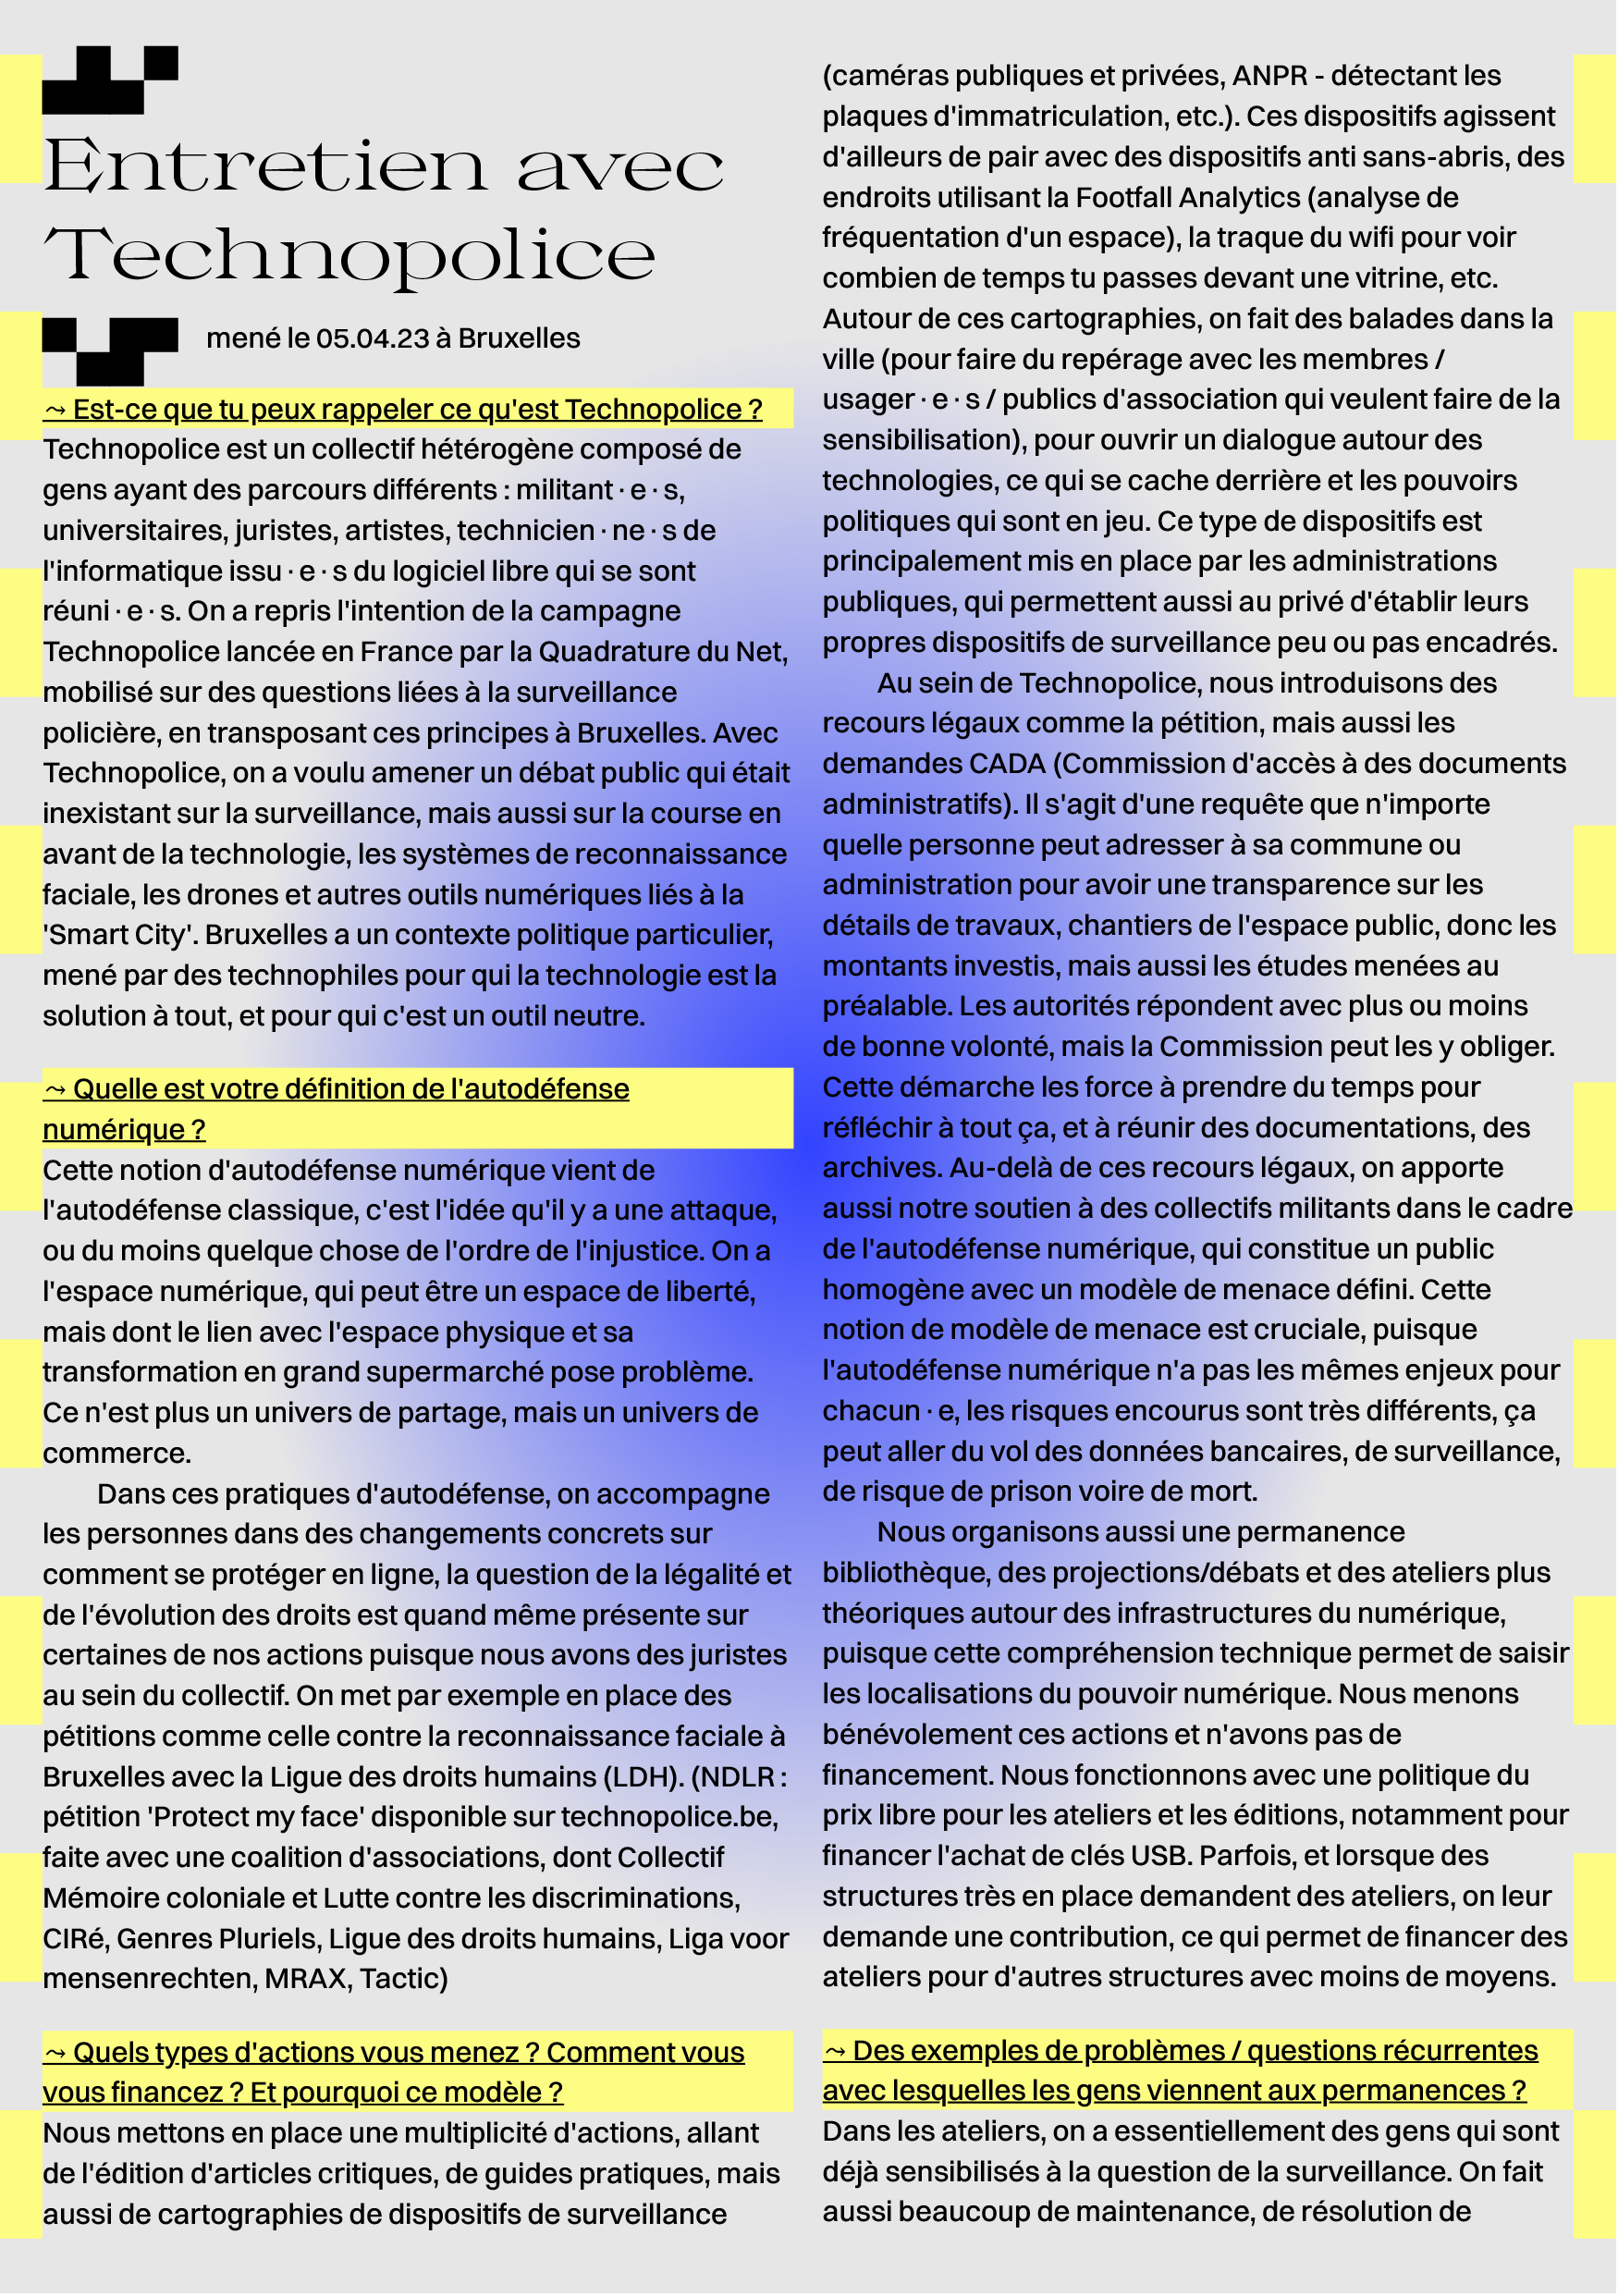 Entretien avec
Technopolice
mené le 05.04.23 à Bruxelles
⤳ Est-ce que tu peux rappeler ce qu'est Technopolice ?
Technopolice est un collectif hétérogène composé de
gens ayant des parcours différents : militant · e · s,
universitaires, juristes, artistes, technicien · ne · s de
l'informatique issu · e · s du logiciel libre qui se sont
réuni · e · s. On a repris l'intention de la campagne
Technopolice lancée en France par la Quadrature du Net,
mobilisé sur des questions liées à la surveillance
policière, en transposant ces principes à Bruxelles. Avec
Technopolice, on a voulu amener un débat public qui était
inexistant sur la surveillance, mais aussi sur la course en
avant de la technologie, les systèmes de reconnaissance
faciale, les drones et autres outils numériques liés à la
'Smart City'. Bruxelles a un contexte politique particulier,
mené par des technophiles pour qui la technologie est la
solution à tout, et pour qui c'est un outil neutre.
⤳ Quelle est votre définition de l'autodéfense
numérique ?
Cette notion d'autodéfense numérique vient de
l'autodéfense classique, c'est l'idée qu'il y a une attaque,
ou du moins quelque chose de l'ordre de l'injustice. On a
l'espace numérique, qui peut être un espace de liberté,
mais dont le lien avec l'espace physique et sa
transformation en grand supermarché pose problème.
Ce n'est plus un univers de partage, mais un univers de
commerce.
Dans ces pratiques d'autodéfense, on accompagne
les personnes dans des changements concrets sur
comment se protéger en ligne, la question de la légalité et
de l'évolution des droits est quand même présente sur
certaines de nos actions puisque nous avons des juristes
au sein du collectif. On met par exemple en place des
pétitions comme celle contre la reconnaissance faciale à
Bruxelles avec la Ligue des droits humains (LDH). (NDLR :
pétition 'Protect my face' disponible sur technopolice.be,
faite avec une coalition d'associations, dont Collectif
Mémoire coloniale et Lutte contre les discriminations,
CIRé, Genres Pluriels, Ligue des droits humains, Liga voor
mensenrechten, MRAX, Tactic)
⤳ Quels types d'actions vous menez ? Comment vous
vous financez ? Et pourquoi ce modèle ?
Nous mettons en place une multiplicité d'actions, allant
de l'édition d'articles critiques, de guides pratiques, mais
aussi de cartographies de dispositifs de surveillance
(caméras publiques et privées, ANPR - détectant les
plaques d'immatriculation, etc.). Ces dispositifs agissent
d'ailleurs de pair avec des dispositifs anti sans-abris, des
endroits utilisant la Footfall Analytics (analyse de
fréquentation d'un espace), la traque du wifi pour voir
combien de temps tu passes devant une vitrine, etc.
Autour de ces cartographies, on fait des balades dans la
ville (pour faire du repérage avec les membres /
usager · e · s / publics d'association qui veulent faire de la
sensibilisation), pour ouvrir un dialogue autour des
technologies, ce qui se cache derrière et les pouvoirs
politiques qui sont en jeu. Ce type de dispositifs est
principalement mis en place par les administrations
publiques, qui permettent aussi au privé d'établir leurs
propres dispositifs de surveillance peu ou pas encadrés.
Au sein de Technopolice, nous introduisons des
recours légaux comme la pétition, mais aussi les
demandes CADA (Commission d'accès à des documents
administratifs). Il s'agit d'une requête que n'importe
quelle personne peut adresser à sa commune ou
administration pour avoir une transparence sur les
détails de travaux, chantiers de l'espace public, donc les
montants investis, mais aussi les études menées au
préalable. Les autorités répondent avec plus ou moins
de bonne volonté, mais la Commission peut les y obliger.
Cette démarche les force à prendre du temps pour
réfléchir à tout ça, et à réunir des documentations, des
archives. Au-delà de ces recours légaux, on apporte
aussi notre soutien à des collectifs militants dans le cadre
de l'autodéfense numérique, qui constitue un public
homogène avec un modèle de menace défini. Cette
notion de modèle de menace est cruciale, puisque
l'autodéfense numérique n'a pas les mêmes enjeux pour
chacun · e, les risques encourus sont très différents, ça
peut aller du vol des données bancaires, de surveillance,
de risque de prison voire de mort.
Nous organisons aussi une permanence
bibliothèque, des projections/débats et des ateliers plus
théoriques autour des infrastructures du numérique,
puisque cette compréhension technique permet de saisir
les localisations du pouvoir numérique. Nous menons
bénévolement ces actions et n'avons pas de
financement. Nous fonctionnons avec une politique du
prix libre pour les ateliers et les éditions, notamment pour
financer l'achat de clés USB. Parfois, et lorsque des
structures très en place demandent des ateliers, on leur
demande une contribution, ce qui permet de financer des
ateliers pour d'autres structures avec moins de moyens.
⤳ Des exemples de problèmes / questions récurrentes
avec lesquelles les gens viennent aux permanences ?
Dans les ateliers, on a essentiellement des gens qui sont
déjà sensibilisés à la question de la surveillance. On fait
aussi beaucoup de maintenance, de résolution de